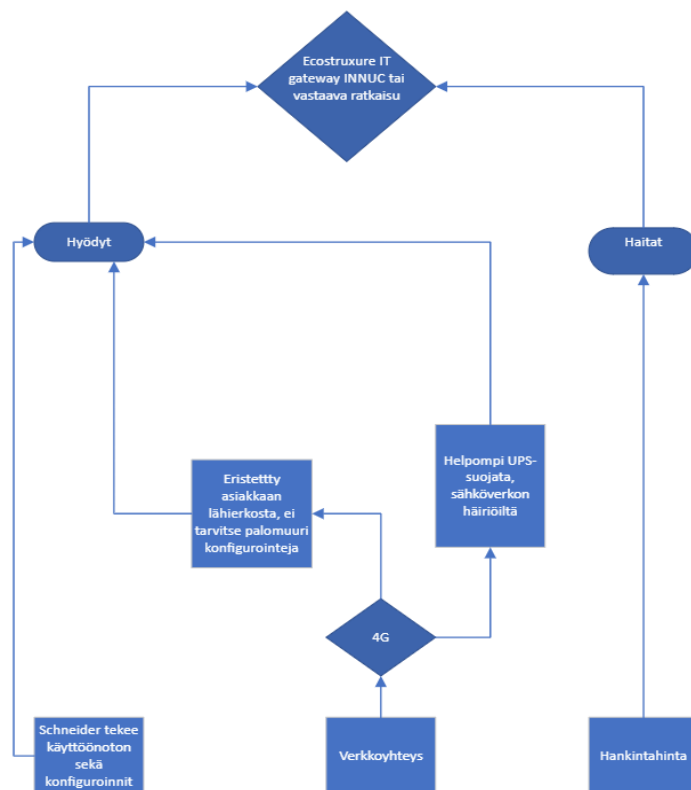 Ecostruxure IT
gateway INNUC tai
vastaava ratkaisu
Hyödyt
Haitat
Helpompi UPS-
suojata,
sähköverkon
häiriöiltä
Eristettty
asiakkaan
lähierkosta, ei
tarvitse palomuuri
konfigurointeja
4G
Schneider tekee
käyttöönoton
sekä
konfiguroinnit
Verkkoyhteys
Hankintahinta